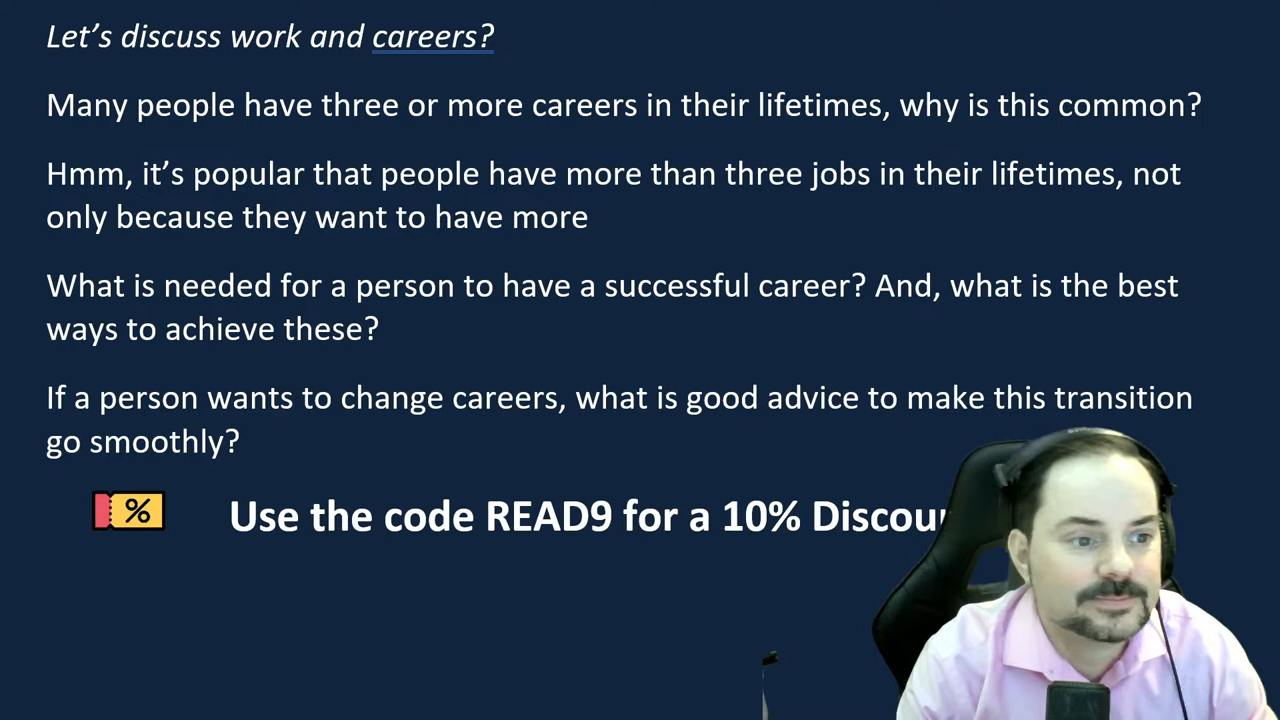 Let’s discuss work and careers?
Many people have three or more careers in their lifetimes, why is this common?
Hmm, it’s popular that people have more than three jobs in their lifetimes, not
only because they want to have more
What is needed for a person to have a successful career? And, what is the best
ways to achieve these?
If a person wants to change careers, what is good advice to make this transition
go smoothly?
%
Use the code READ9 for a 10%